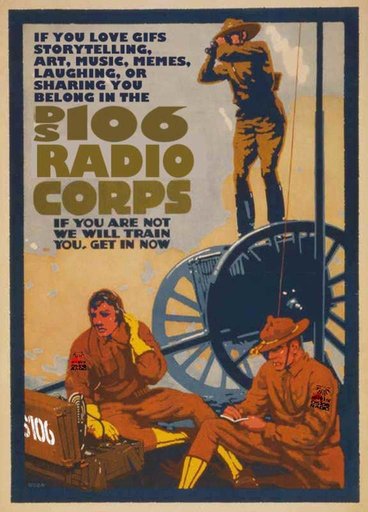 IF YOU LOVE GIFS
STORYTELLING,
ART, MUSIC, MEMES,
LAUGHING, OR
SHARING YOU
BELONG IN THE
DS106
RADIO
CORPS
IF YOU ARE NOT
WE WILL TRAIN
YOU. GET IN NOW
S106